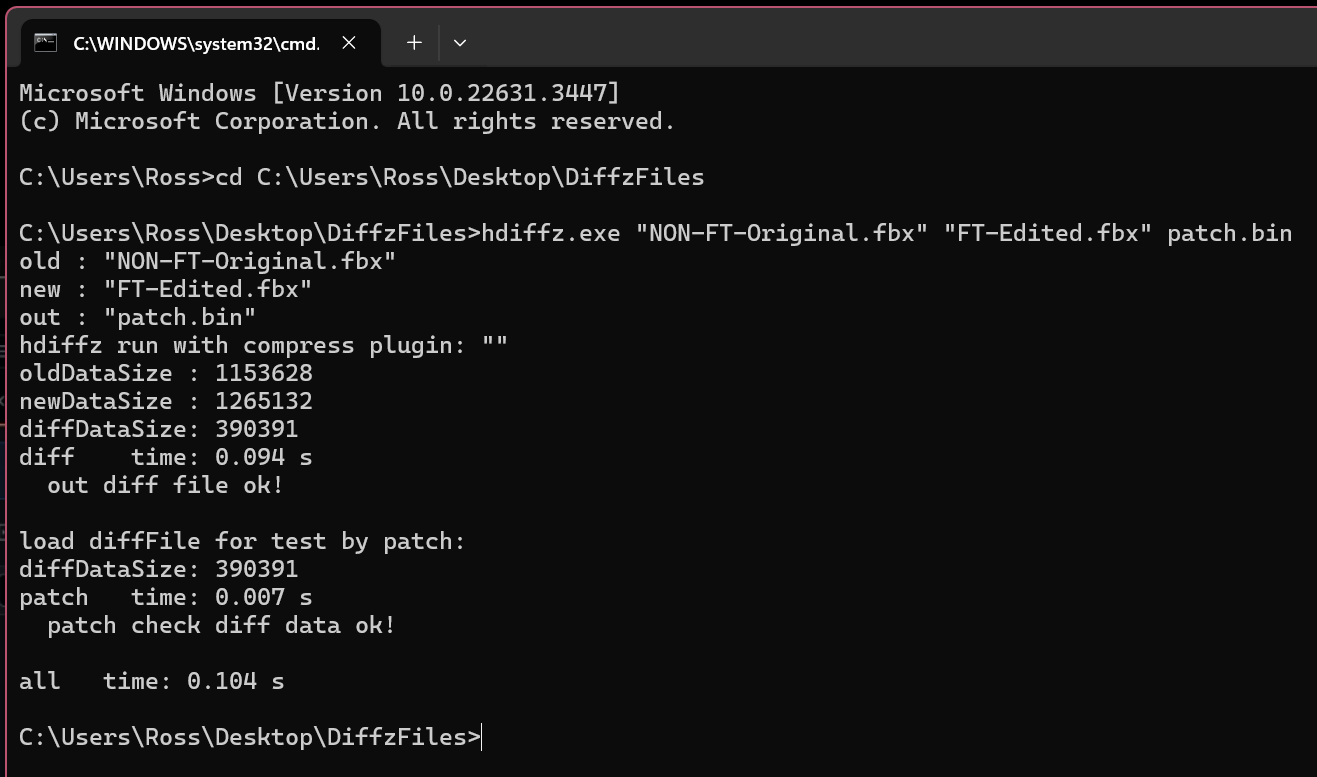 C:\WINDOWS\system32\cmd.
Microsoft Windows [Version 10.0.22631.3447]
(c) Microsoft Corporation. All rights reserved.
C:\Users\Ross>cd C:\Users\Ross\Desktop\DiffzFiles
C:\Users\Ross\Desktop\DiffzFiles>hdiffz.exe "NON-FT-Original.fbx" "FT-Edited.fbx" patch.bin
old : "NON-FT-Original.fbx"
new : "FT-Edited.fbx"
out : "patch.bin"
hdiffz run with compress plugin: ""
oldDataSize : 1153628
newDataSize : 1265132
diffDataSize: 390391
diff    time: 0.094 s
  out diff file ok!
load diffFile for test by patch:
diffDataSize: 390391
patch   time: 0.007 s
  patch check diff data ok!
all   time: 0.104 s
C:\Users\Ross\Desktop\DiffzFiles>